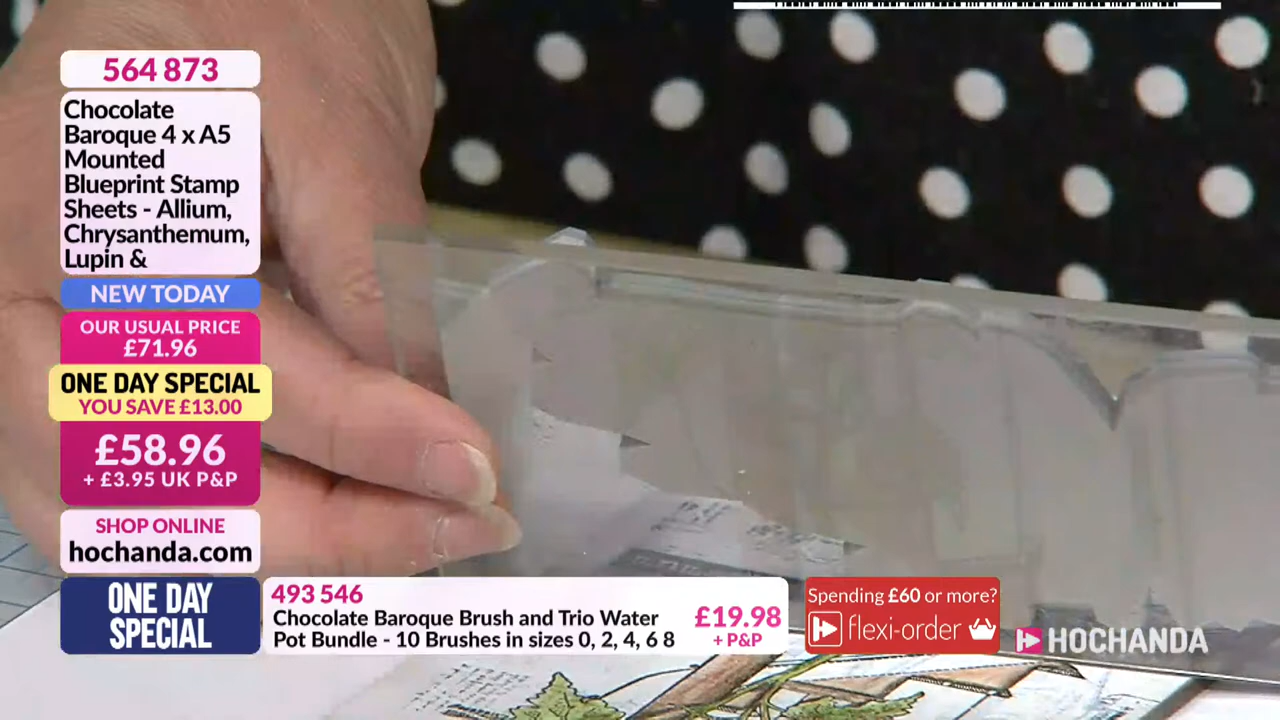 564 873
Chocolate
Baroque 4 x A5
Mounted
Blueprint Stamp
Sheets - Allium,
Chrysanthemum,
Lupin &
NEW TODAY
OUR USUAL PRICE
£71.96
ONE DAY SPECIAL
YOU SAVE £13.00
£58.96
+ £3.95 UK P&P
SHOP ONLINE
hochanda.com
ONE DAY
SPECIAL
493 546
Chocolate Baroque Brush and Trio Water
Pot Bundle - 10 Brushes in sizes 0, 2, 4, 6 8
£19.98
+ P&P
Spending £60 or more?
flexi-order
HOCHANDA